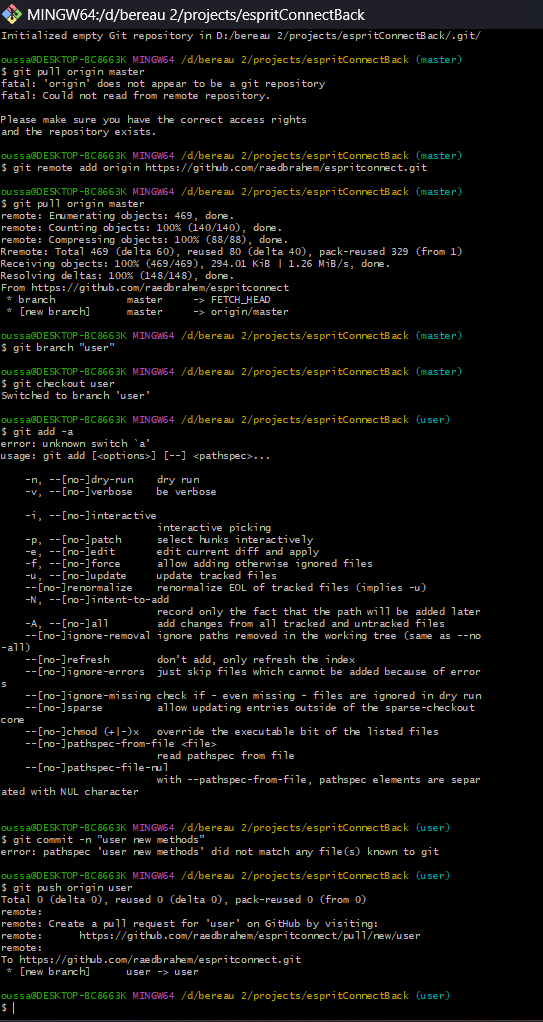 MINGW64:/d/bereau 2/projects/espritConnectBack
Initialized empty Git repository in D:/bereau 2/projects/espritConnectBack/.git/
oussa@DESKTOP-BC8663K MINGW64 /d/bereau 2/projects/espritConnectBack (master)
$ git pull origin master
fatal: 'origin' does not appear to be a git repository
fatal: Could not read from remote repository.
Please make sure you have the correct access rights
and the repository exists.
oussa@DESKTOP-BC8663K MINGW64 /d/bereau 2/projects/espritConnectBack (master)
$ git remote add origin https://github.com/raedbrahem/espritconnect.git
oussa@DESKTOP-BC8663K MINGW64 /d/bereau 2/projects/espritConnectBack (master)
$ git pull origin master
remote: Enumerating objects: 469, done.
remote: Counting objects: 100% (140/140), done.
remote: Compressing objects: 100% (88/88), done.
Rremote: Total 469 (delta 60), reused 80 (delta 40), pack-reused 329 (from 1)
Receiving objects: 100% (469/469), 294.01 KiB | 1.26 MiB/s, done.
Resolving deltas: 100% (148/148), done.
From https://github.com/raedbrahem/espritconnect
 * branch            master     -> FETCH_HEAD
 * [new branch]      master     -> origin/master
oussa@DESKTOP-BC8663K MINGW64 /d/bereau 2/projects/espritConnectBack (master)
$ git branch "user"
oussa@DESKTOP-BC8663K MINGW64 /d/bereau 2/projects/espritConnectBack (master)
$ git checkout user
Switched to branch 'user'
oussa@DESKTOP-BC8663K MINGW64 /d/bereau 2/projects/espritConnectBack (user)
$ git add -a
error: unknown switch `a'
usage: git add [<options>] [--] <pathspec>...
    -n, --[no-]dry-run    dry run
    -v, --[no-]verbose    be verbose
    -i, --[no-]interactive
                          interactive picking
    -p, --[no-]patch      select hunks interactively
    -e, --[no-]edit       edit current diff and apply
    -f, --[no-]force      allow adding otherwise ignored files
    -u, --[no-]update     update tracked files
    --[no-]renormalize    renormalize EOL of tracked files (implies -u)
    -N, --[no-]intent-to-add
                          record only the fact that the path will be added later
    -A, --[no-]all        add changes from all tracked and untracked files
    --[no-]ignore-removal ignore paths removed in the working tree (same as --no
-all)
    --[no-]refresh        don't add, only refresh the index
    --[no-]ignore-errors  just skip files which cannot be added because of error
s
    --[no-]ignore-missing check if - even missing - files are ignored in dry run
    --[no-]sparse         allow updating entries outside of the sparse-checkout
cone
    --[no-]chmod (+|-)x   override the executable bit of the listed files
    --[no-]pathspec-from-file <file>
                          read pathspec from file
    --[no-]pathspec-file-nul
                          with --pathspec-from-file, pathspec elements are separ
ated with NUL character
oussa@DESKTOP-BC8663K MINGW64 /d/bereau 2/projects/espritConnectBack (user)
$ git commit -n "user new methods"
error: pathspec 'user new methods' did not match any file(s) known to git
oussa@DESKTOP-BC8663K MINGW64 /d/bereau 2/projects/espritConnectBack (user)
$ git push origin user
Total 0 (delta 0), reused 0 (delta 0), pack-reused 0 (from 0)
remote:
remote: Create a pull request for 'user' on GitHub by visiting:
remote:      https://github.com/raedbrahem/espritconnect/pull/new/user
remote:
To https://github.com/raedbrahem/espritconnect.git
 * [new branch]      user -> user
oussa@DESKTOP-BC8663K MINGW64 /d/bereau 2/projects/espritConnectBack (user)
$